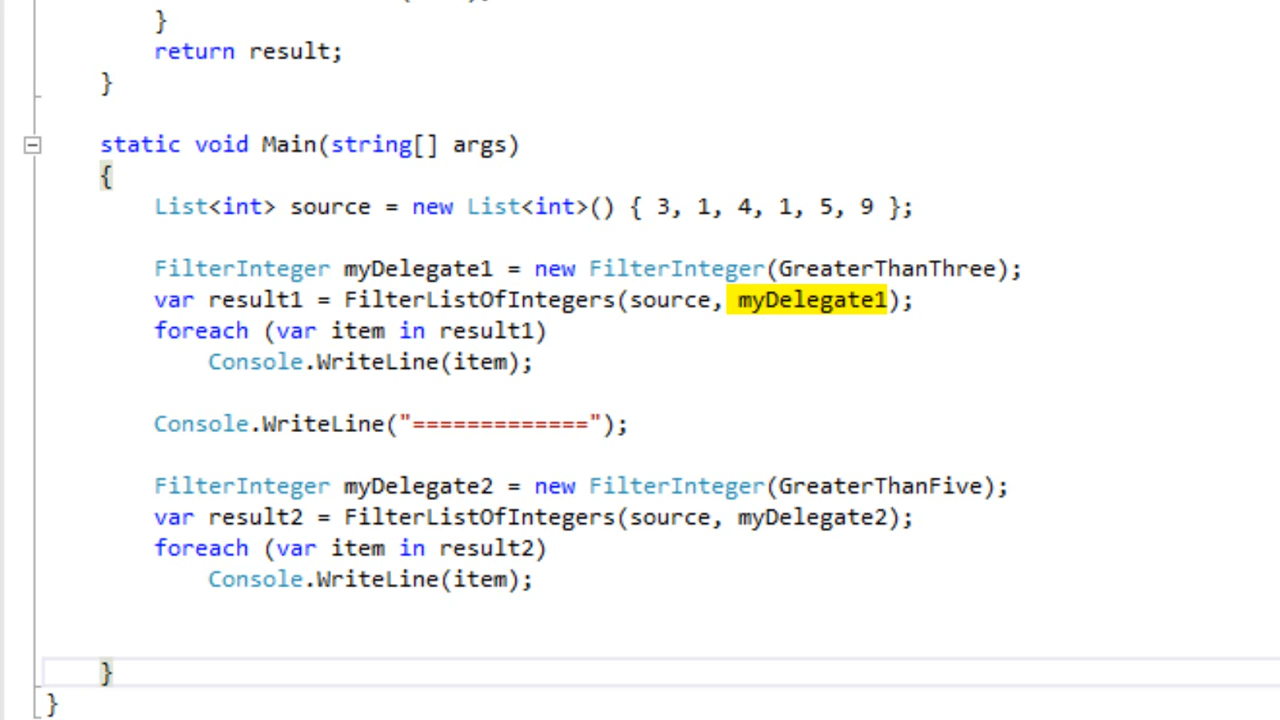 }
return result;
}
static void Main(string[] args)
{
List<int> source = new List<int>() { 3, 1, 4, 1, 5, 9 };
FilterInteger myDelegate1 = new FilterInteger(GreaterThanThree);
var result1 = FilterListOfIntegers(source, myDelegate1);
foreach (var item in result1)
Console.WriteLine(item);
Console.WriteLine("=============");
FilterInteger myDelegate2 = new FilterInteger(GreaterThanFive);
var result2 = FilterListOfIntegers(source, myDelegate2);
foreach (var item in result2)
Console.WriteLine(item);
}
}